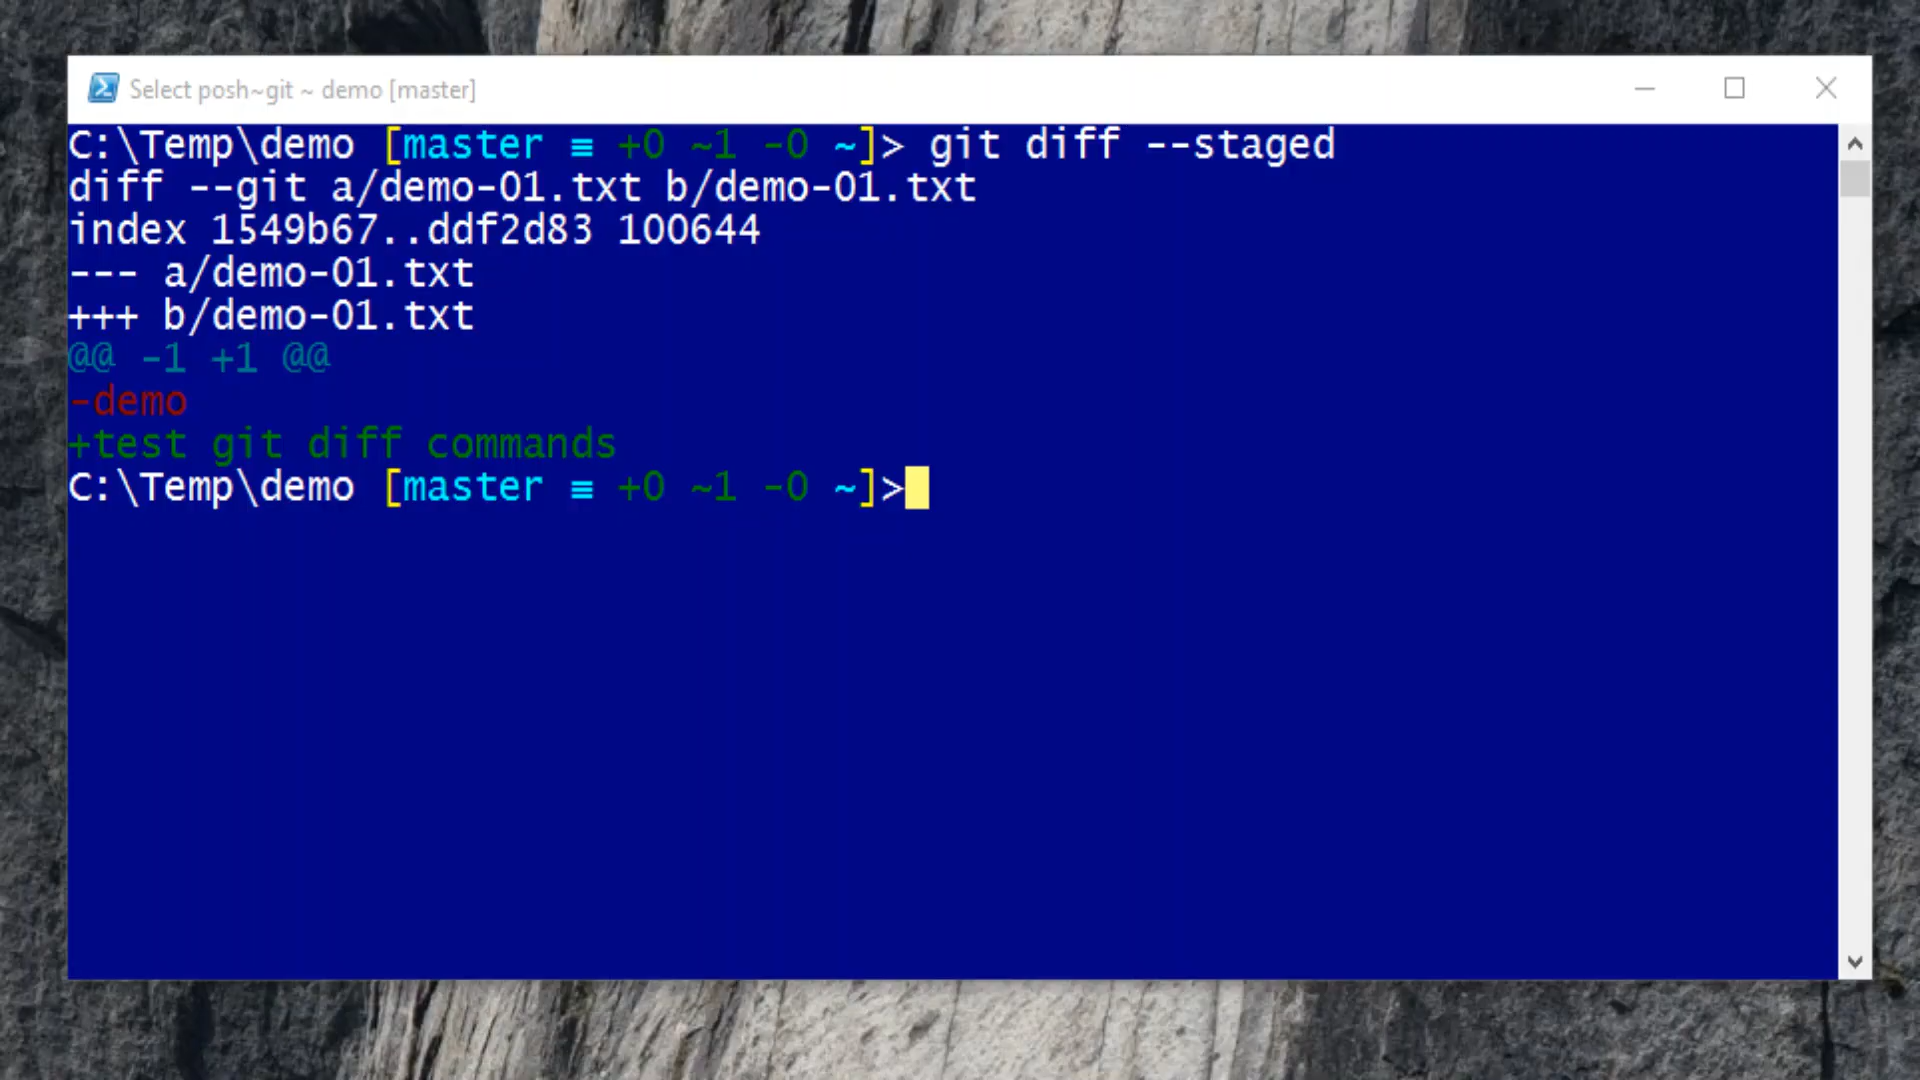 Select posh~git ~ demo [master]
C:\Temp\demo [master ≡ +0 ~1 -0 ~]> git diff --staged
diff --git a/demo-01.txt b/demo-01.txt
index 1549b67..ddf2d83 100644
--- a/demo-01.txt
+++ b/demo-01.txt
@@ -1 +1 @@
-demo
+test git diff commands
C:\Temp\demo [master ≡ +0 ~1 -0 ~]>